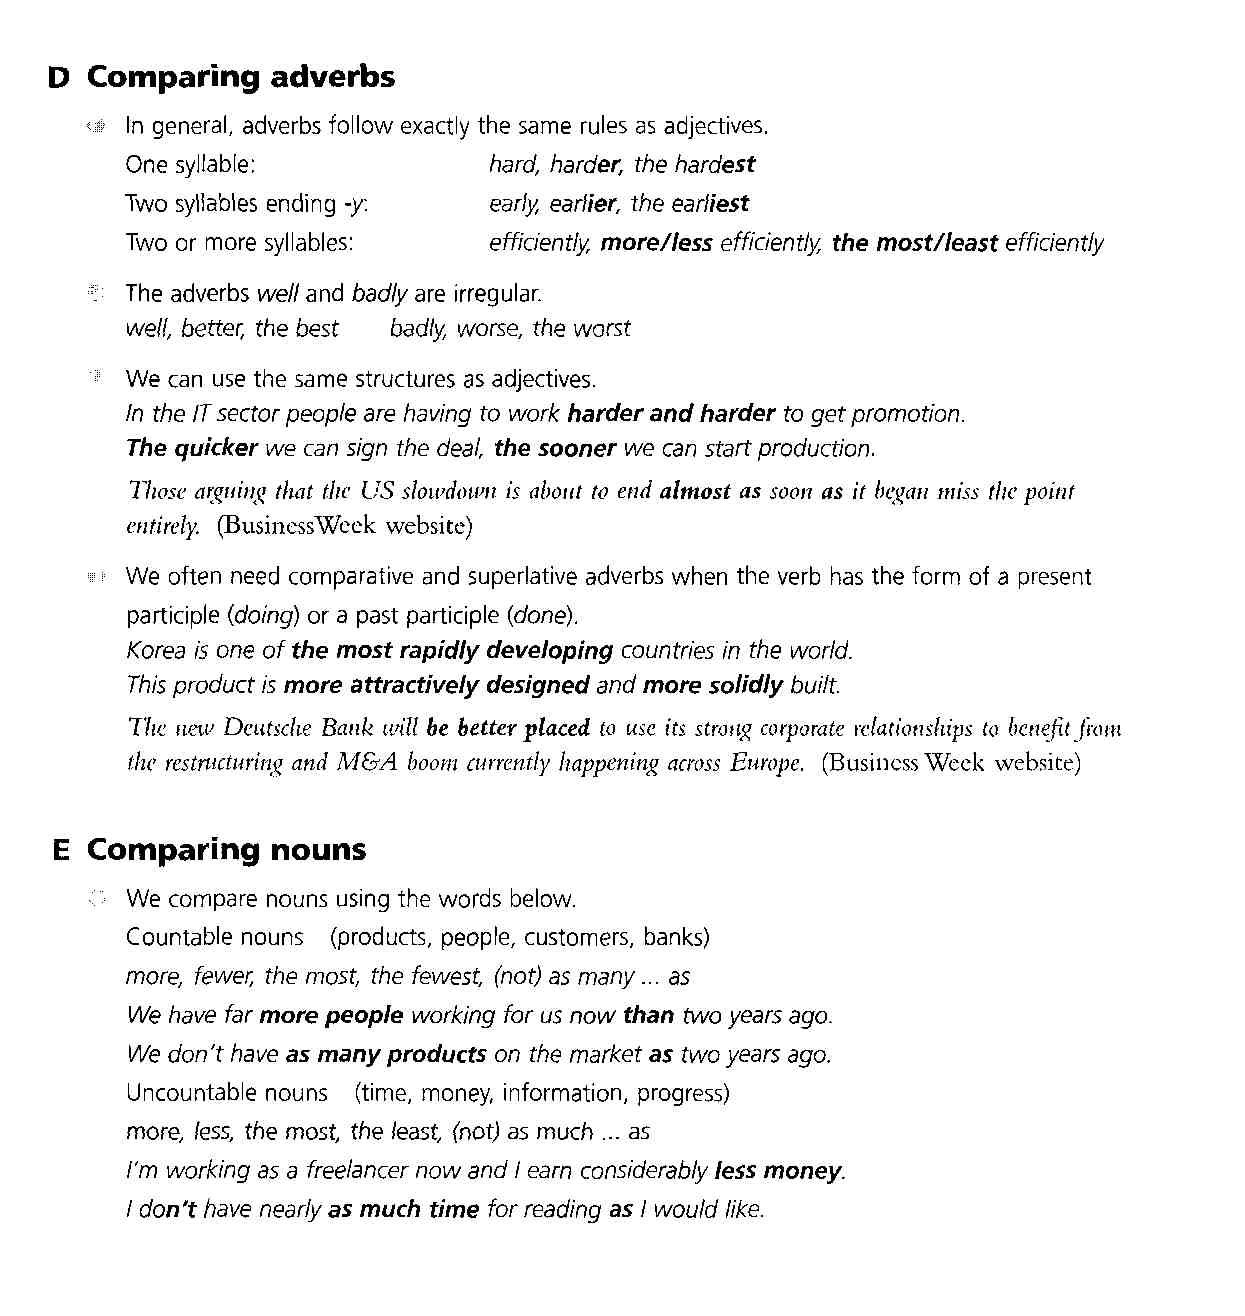 D Comparing adverbs
In general, adverbs follow exactly the same rules as adjectives.
One syllable: hard, harder, the hardest
Two syllables ending -y: early, earlier, the earliest
Two or more syllables: efficiently, more/less efficiently, the most/least efficiently
The adverbs well and badly are irregular.
well, better, the best badly, worse, the worst
We can use the same structures as adjectives.
In the IT sector people are having to work harder and harder to get promotion.
The quicker we can sign the deal, the sooner we can start production.
Those arguing that the US slowdown is about to end almost as soon as it began miss the point
entirely. (BusinessWeek website)
We often need comparative and superlative adverbs when the verb has the form of a present
participle (doing) or a past participle (done).
Korea is one of the most rapidly developing countries in the world.
This product is more attractively designed and more solidly built.
The new Deutsche Bank will be better placed to use its strong corporate relationships to benefit from
the restructuring and M&A boom currently happening across Europe. (Business Week website)
E Comparing nouns
We compare nouns using the words below.
Countable nouns (products, people, customers, banks)
more, fewer, the most, the fewest, (not) as many ... as
We have far more people working for us now than two years ago.
We don't have as many products on the market as two years ago.
Uncountable nouns (time, money, information, progress)
more, less, the most, the least, (not) as much ... as
I'm working as a freelancer now and I earn considerably less money.
I don't have nearly as much time for reading as I would like.